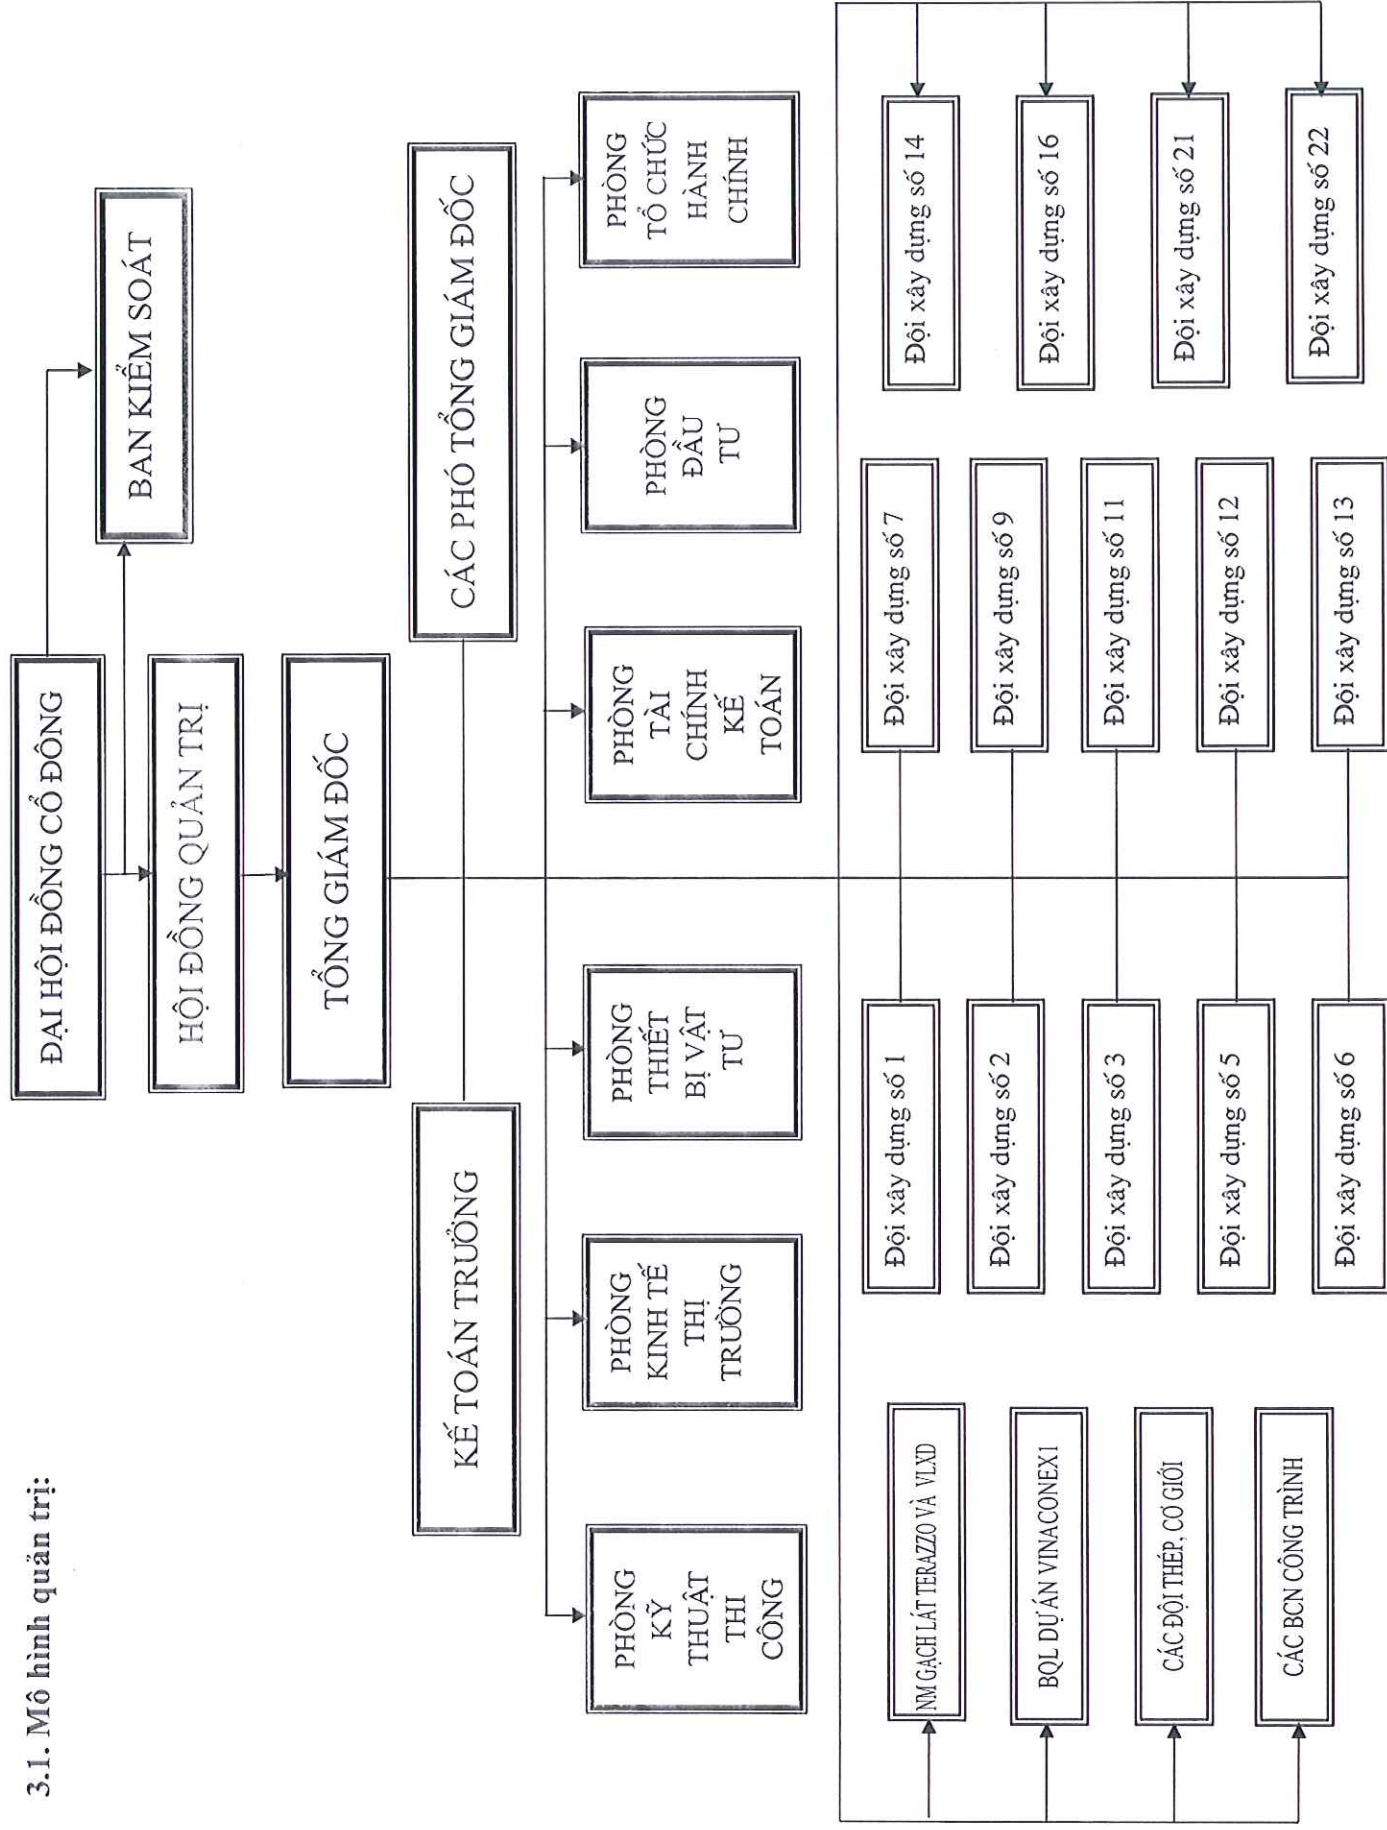 3.1. Mô hình quản trị:
ĐẠI HỘI ĐỒNG CỔ ĐÔNG
BAN KIỂM SOÁT
HỘI ĐỒNG QUẢN TRỊ
TỔNG GIÁM ĐỐC
KẾ TOÁN TRƯỞNG
CÁC PHÓ TỔNG GIÁM ĐỐC
PHÒNG
KỸ
THUẬT
THI
CÔNG
PHÒNG
KINH TẾ
THỊ
TRƯỜNG
PHÒNG
THIẾT
BỊ VẬT
TƯ
PHÒNG
TÀI
CHÍNH
KẾ
TOÁN
PHÒNG
ĐẦU
TƯ
PHÒNG
TỔ CHỨC
HÀNH
CHÍNH
NM GẠCH LÁT TERAZZO VÀ VLXD
BQL DỰ ÁN VINACONEX1
CÁC ĐỘI THÉP, CƠ GIỚI
CÁC BCN CÔNG TRÌNH
Đội xây dựng số 1
Đội xây dựng số 2
Đội xây dựng số 3
Đội xây dựng số 5
Đội xây dựng số 6
Đội xây dựng số 7
Đội xây dựng số 9
Đội xây dựng số 11
Đội xây dựng số 12
Đội xây dựng số 13
Đội xây dựng số 14
Đội xây dựng số 16
Đội xây dựng số 21
Đội xây dựng số 22